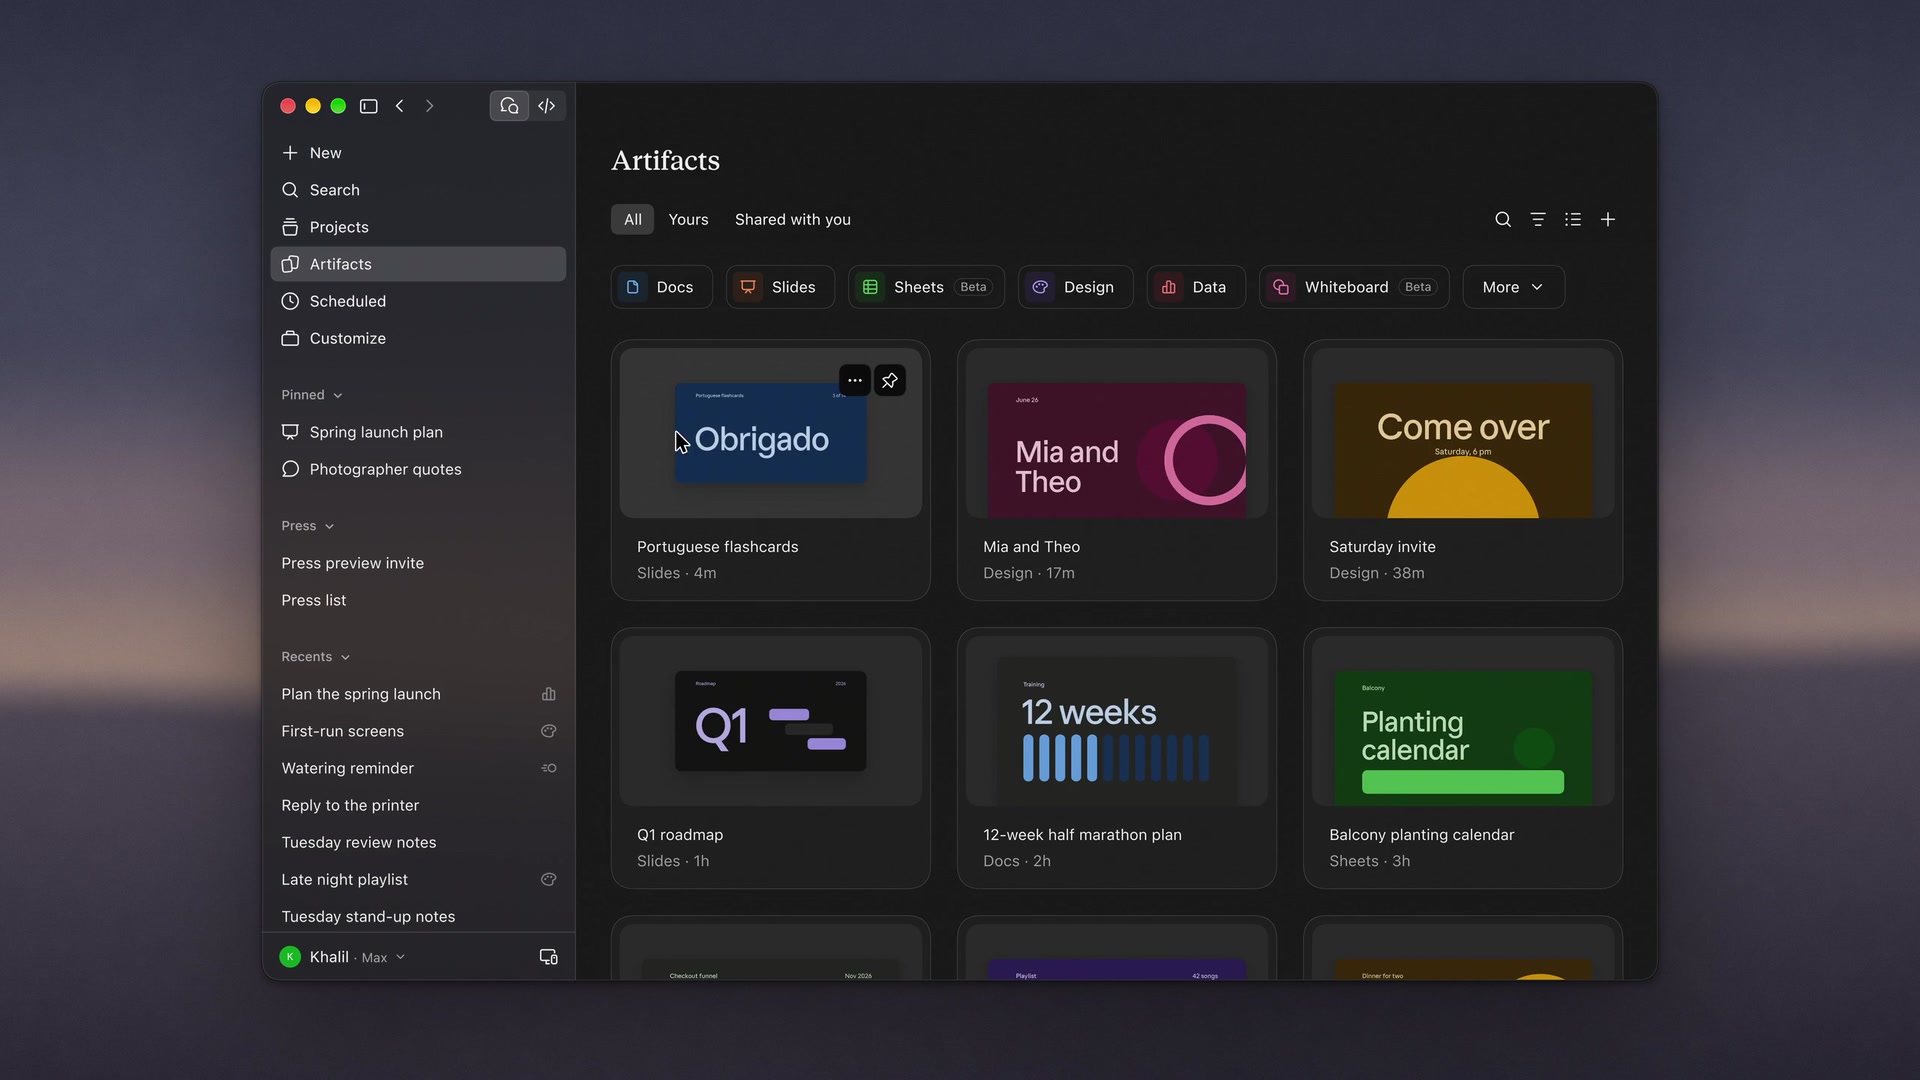 New
Search
Projects
Artifacts
Scheduled
Customize
Pinned
Spring launch plan
Photographer quotes
Press
Press preview invite
Press list
Recents
Plan the spring launch
First-run screens
Watering reminder
Reply to the printer
Tuesday review notes
Late night playlist
Tuesday stand-up notes
K
Khalil · Max
Artifacts
All Yours Shared with you
Docs Slides Sheets Beta Design Data Whiteboard Beta More
Portuguese flashcards
Obrigado
Portuguese flashcards
Slides · 4m
June 26
Mia and
Theo
Mia and Theo
Design · 17m
Come over
Saturday, 6 pm
Saturday invite
Design · 38m
Roadmap 2026
Q1
Q1 roadmap
Slides · 1h
Training
12 weeks
12-week half marathon plan
Docs · 2h
Balcony
Planting
calendar
Balcony planting calendar
Sheets · 3h
Checkout funnel Nov 2026
Playlist 42 songs
Dinner for two